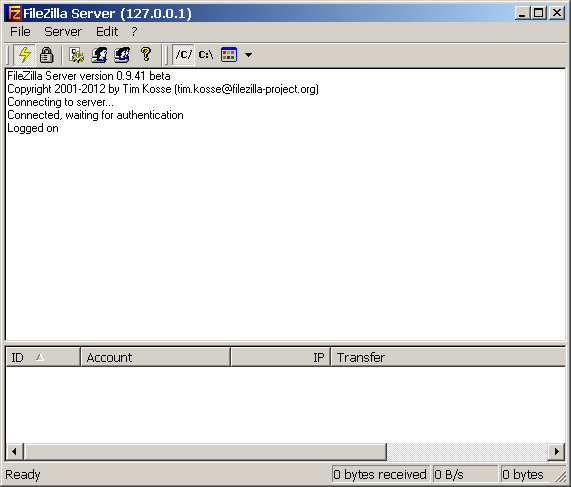 FileZilla Server (127.0.0.1)
File Server Edit ?
/C/ C:\
FileZilla Server version 0.9.41 beta
Copyright 2001-2012 by Tim Kosse (tim.kosse@filezilla-project.org)
Connecting to server...
Connected, waiting for authentication
Logged on
ID Account IP Transfer
Ready 0 bytes received 0 B/s 0 bytes